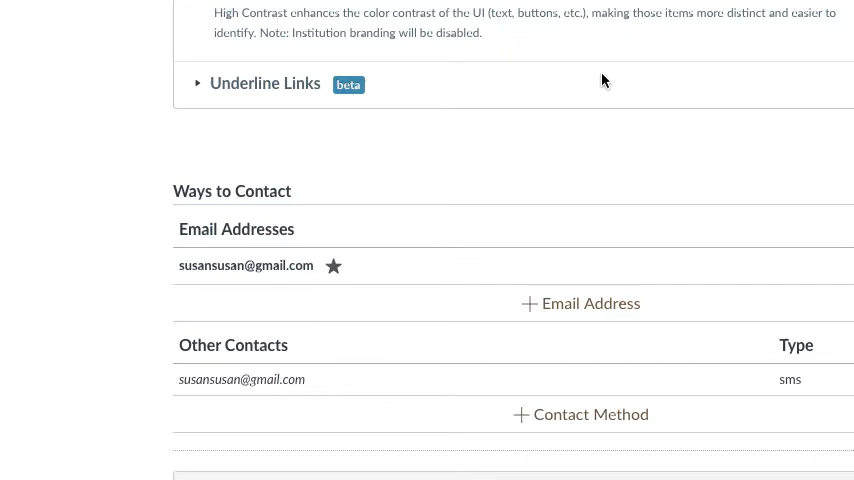 High Contrast enhances the color contrast of the UI (text, buttons, etc.), making those items more distinct and easier to
identify. Note: Institution branding will be disabled.
Underline Links beta
Ways to Contact
Email Addresses
susansusan@gmail.com
Email Address
Other Contacts Type
susansusan@gmail.com sms
Contact Method